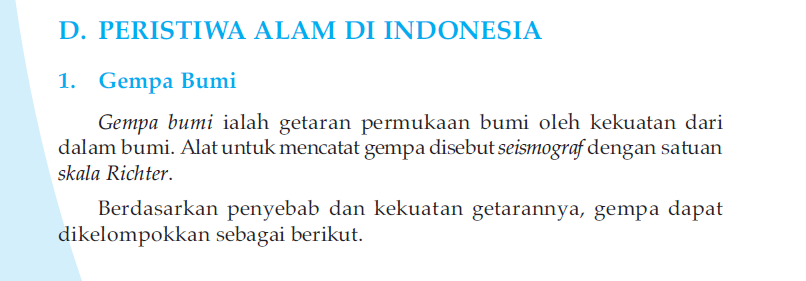 D. PERISTIWA ALAM DI INDONESIA
1. Gempa Bumi
Gempa bumi ialah getaran permukaan bumi oleh kekuatan dari
dalam bumi. Alat untuk mencatat gempa disebut seismograf dengan satuan
skala Richter.
Berdasarkan penyebab dan kekuatan getarannya, gempa dapat
dikelompokkan sebagai berikut.